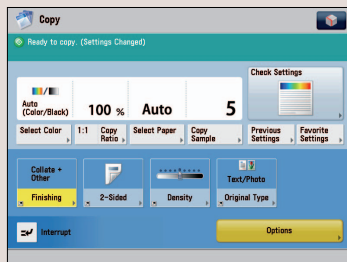 Copy
Ready to copy. (Settings Changed)
Check Settings
Auto
(Color/Black)
100 %
Auto
5
Select Color
1:1 Copy
Ratio
Select Paper
Copy
Sample
Previous
Settings
Favorite
Settings
Collate +
Other
Finishing
2-Sided
Density
Text/Photo
Original Type
Interrupt
Options